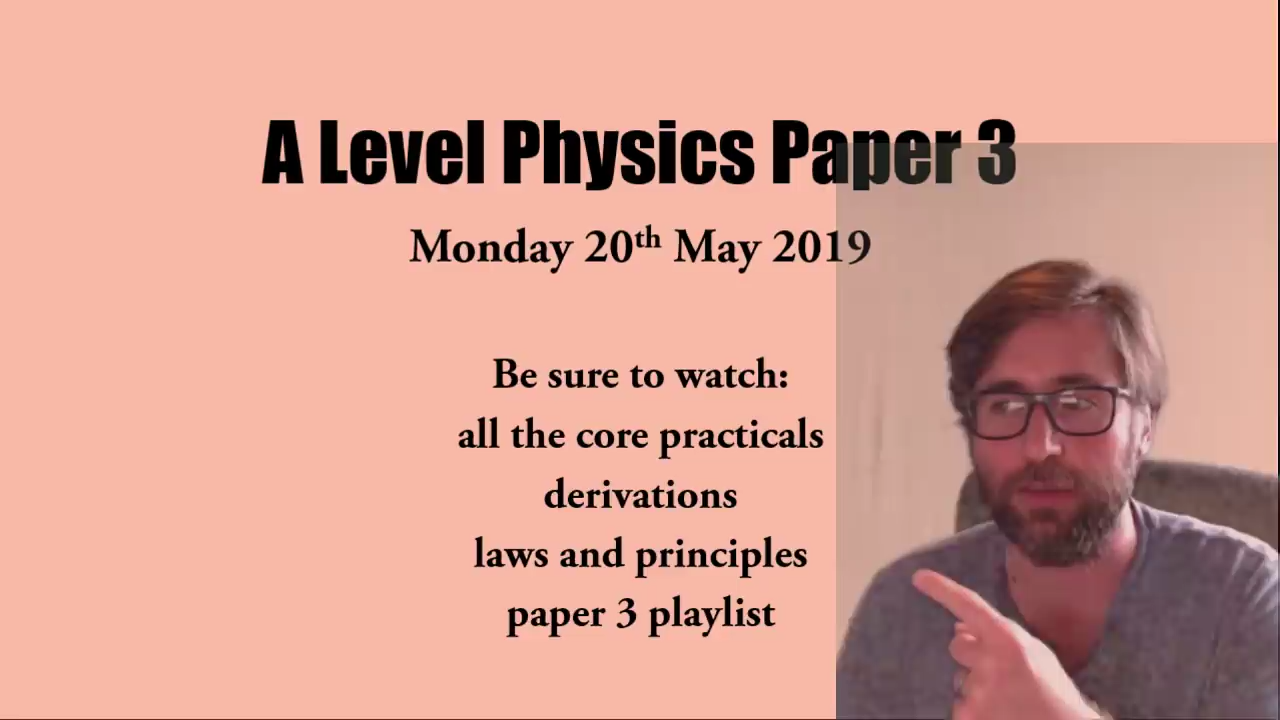 A Level Physics Paper 3
Monday 20th May 2019
Be sure to watch:
all the core practicals
derivations
laws and principles
paper 3 playlist